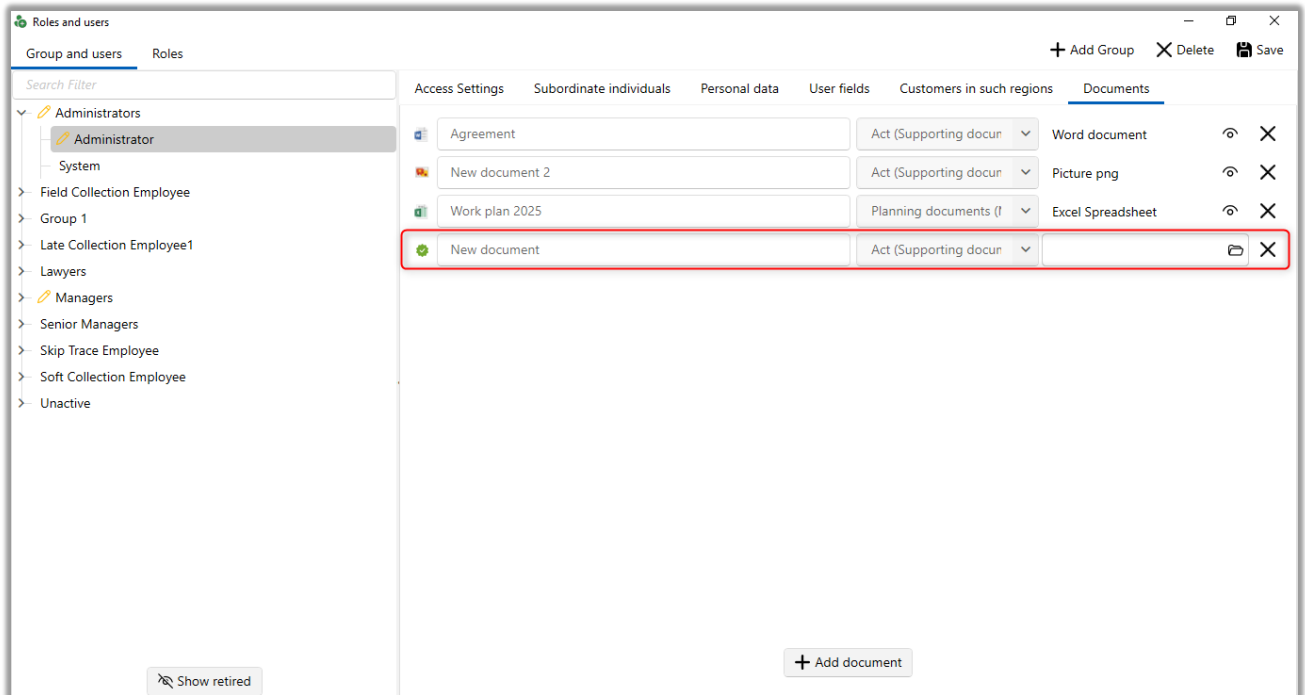 Roles and users
Group and users Roles
Add Group Delete Save
Search Filter
Administrators
Administrator
System
Field Collection Employee
Group 1
Late Collection Employee1
Lawyers
Managers
Senior Managers
Skip Trace Employee
Soft Collection Employee
Unactive
Show retired
Access Settings Subordinate individuals Personal data User fields Customers in such regions Documents
Agreement Act (Supporting docun Word document
New document 2 Act (Supporting docun Picture png
Work plan 2025 Planning documents (I Excel Spreadsheet
New document Act (Supporting docun
Add document